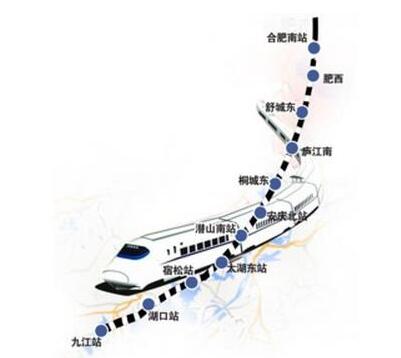 合肥南站
肥西
舒城东
庐江南
桐城东
安庆北站
潜山南站
太湖东站
宿松站
湖口站
九江站